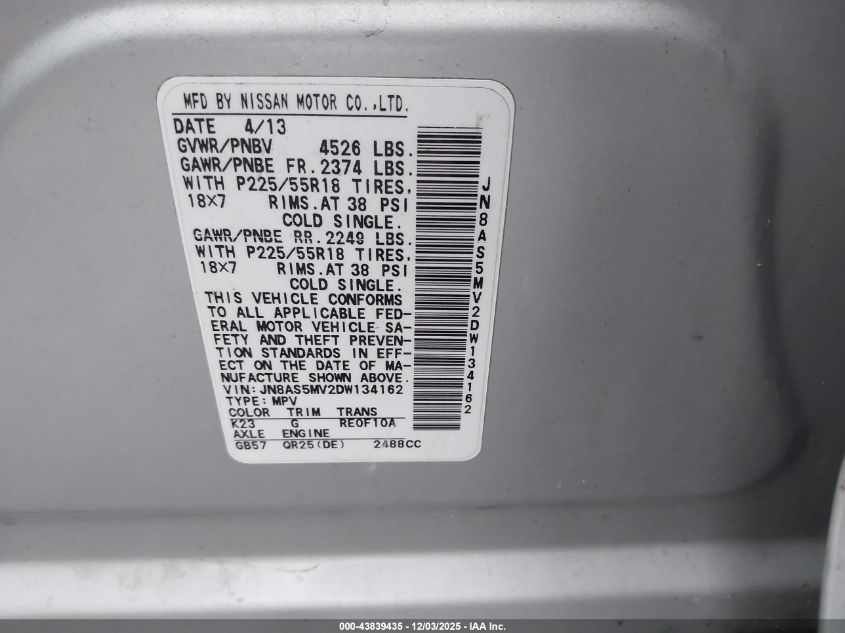 MFD BY NISSAN MOTOR CO.,LTD.
DATE 4/13
GVWR/PNBV 4526 LBS.
GAWR/PNBE FR. 2374 LBS.
WITH P225/55R18 TIRES,
18X7 RIMS. AT 38 PSI
COLD SINGLE.
GAWR/PNBE RR. 2249 LBS.
WITH P225/55R18 TIRES,
18X7 RIMS. AT 38 PSI
COLD SINGLE.
THIS VEHICLE CONFORMS
TO ALL APPLICABLE FED-
ERAL MOTOR VEHICLE SA-
FETY AND THEFT PREVEN-
TION STANDARDS IN EFF-
ECT ON THE DATE OF MA-
NUFACTURE SHOWN ABOVE.
VIN: JN8AS5MV2DW134162
TYPE: MPV
COLOR TRIM TRANS
K23 G RE0F10A
AXLE ENGINE
GB57 QR25(DE) 2488CC
JN8AS5MV2DW134162
000-43839435 - 12/03/2025 - IAA Inc.